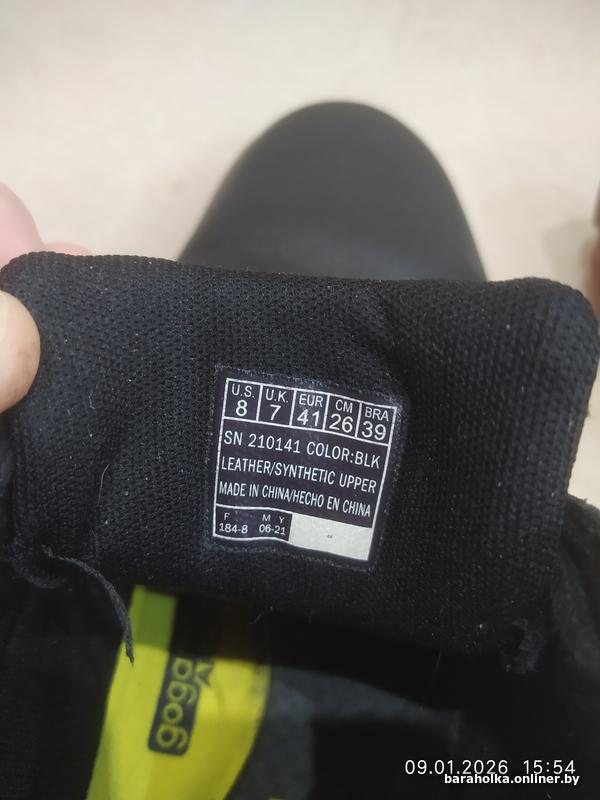 U.S. U.K. EUR CM BRA
8 7 41 26 39
SN 210141 COLOR:BLK
LEATHER/SYNTHETIC UPPER
MADE IN CHINA/HECHO EN CHINA
F M Y
184-8 06-21
goga
09.01.2026 15:54
baraholka.onliner.by